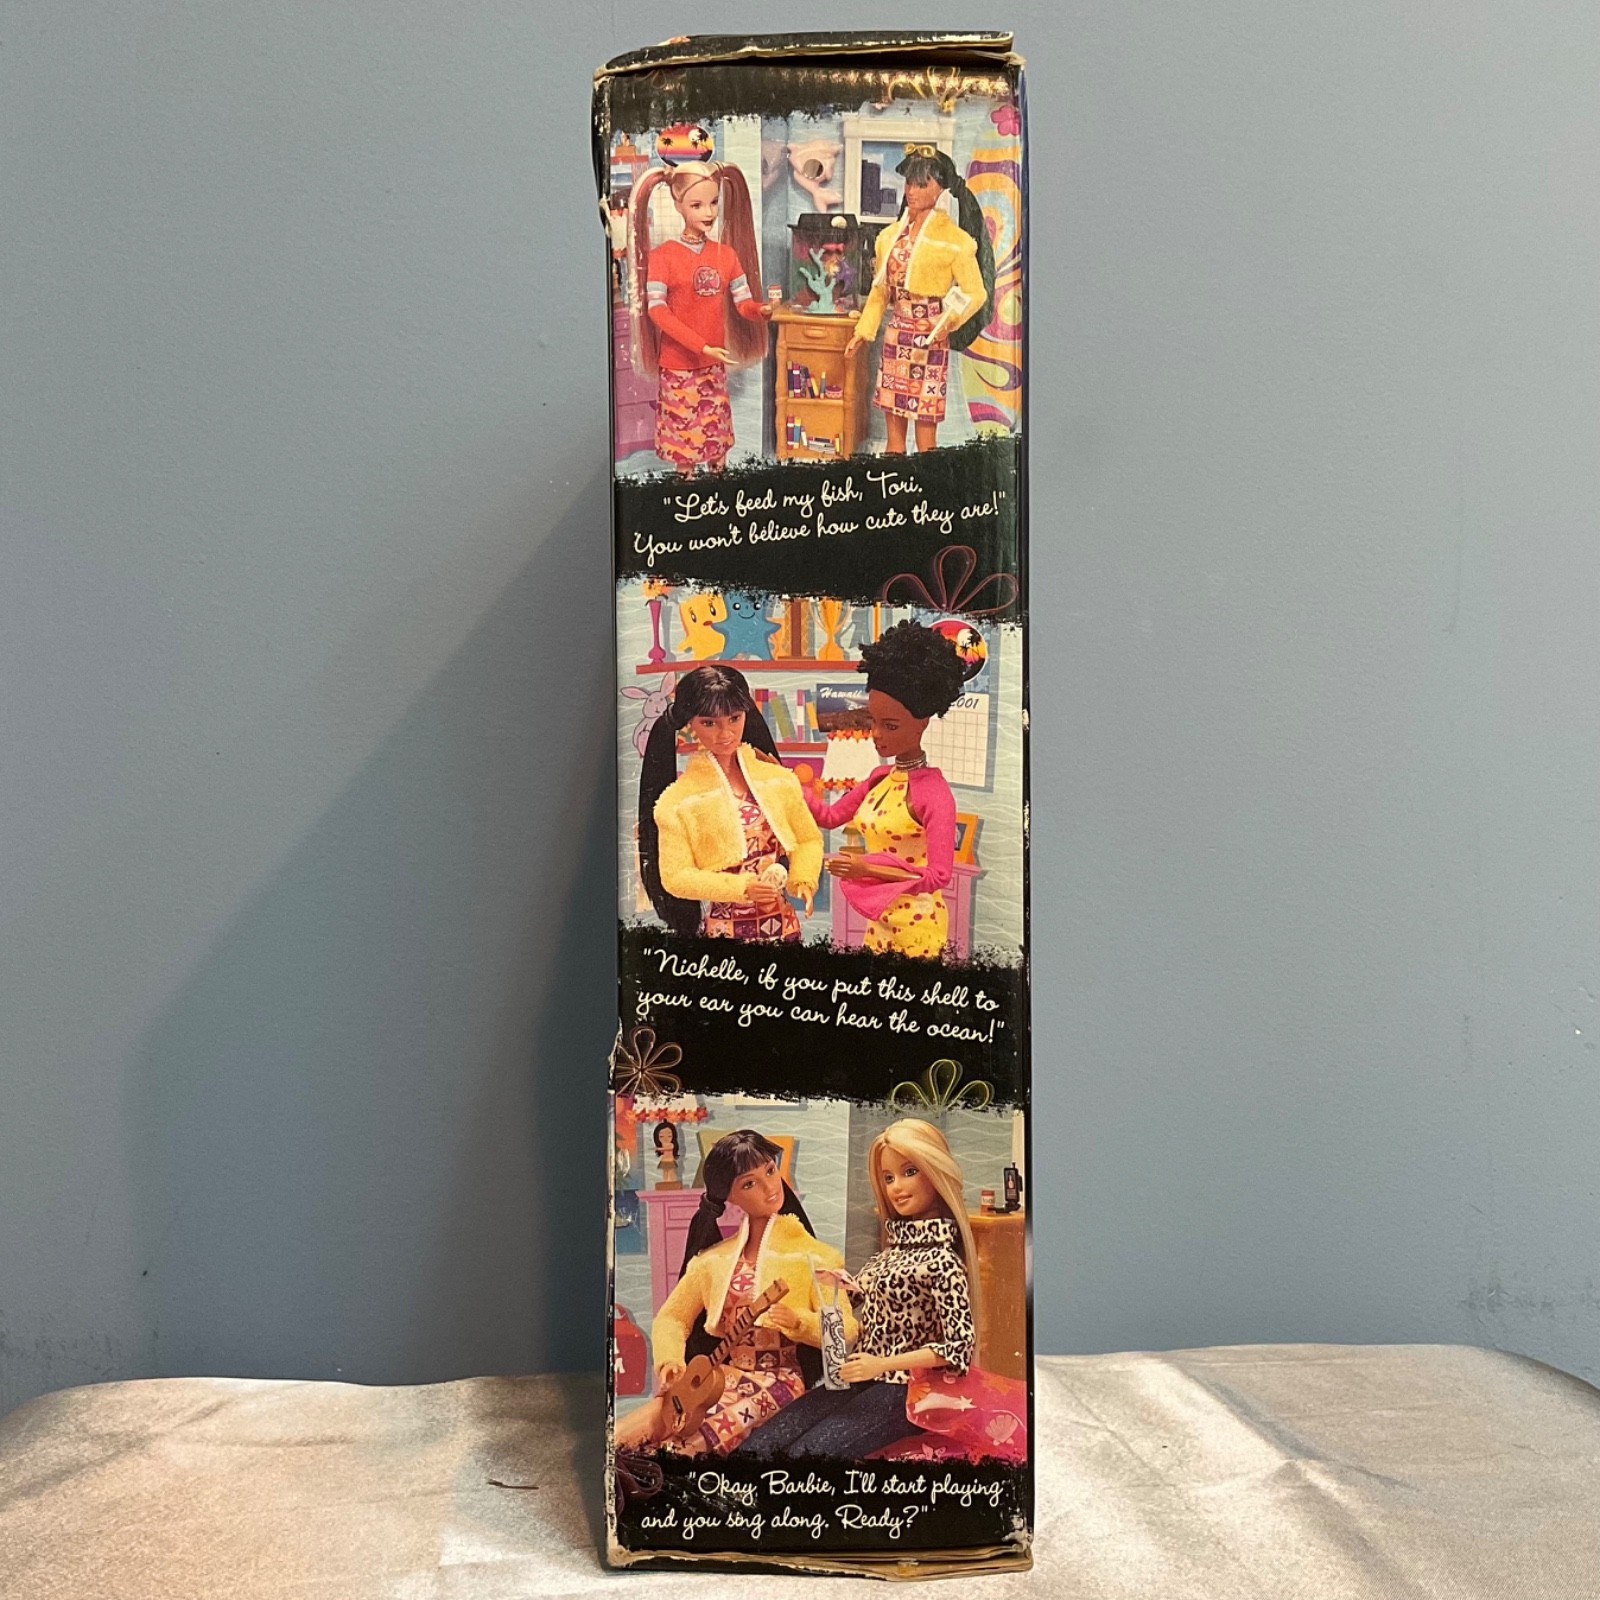 "Let's feed my fish, Tori.
You won't believe how cute they are!"
Hawaii
2001
"Nichelle, if you put this shell to
your ear you can hear the ocean!"
"Okay, Barbie, I'll start playing
and you sing along. Ready?"